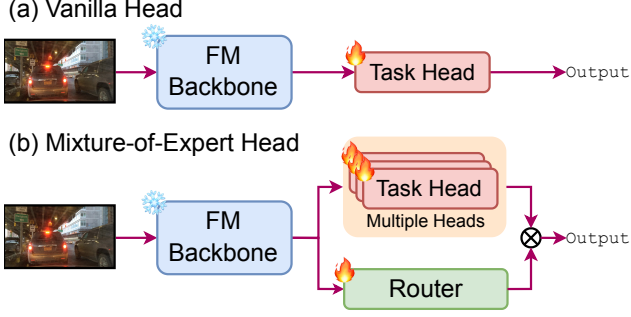 (a) Vanilla Head
FM
Backbone
Task Head
Output
(b) Mixture-of-Expert Head
FM
Backbone
Task Head
Multiple Heads
Output
Router